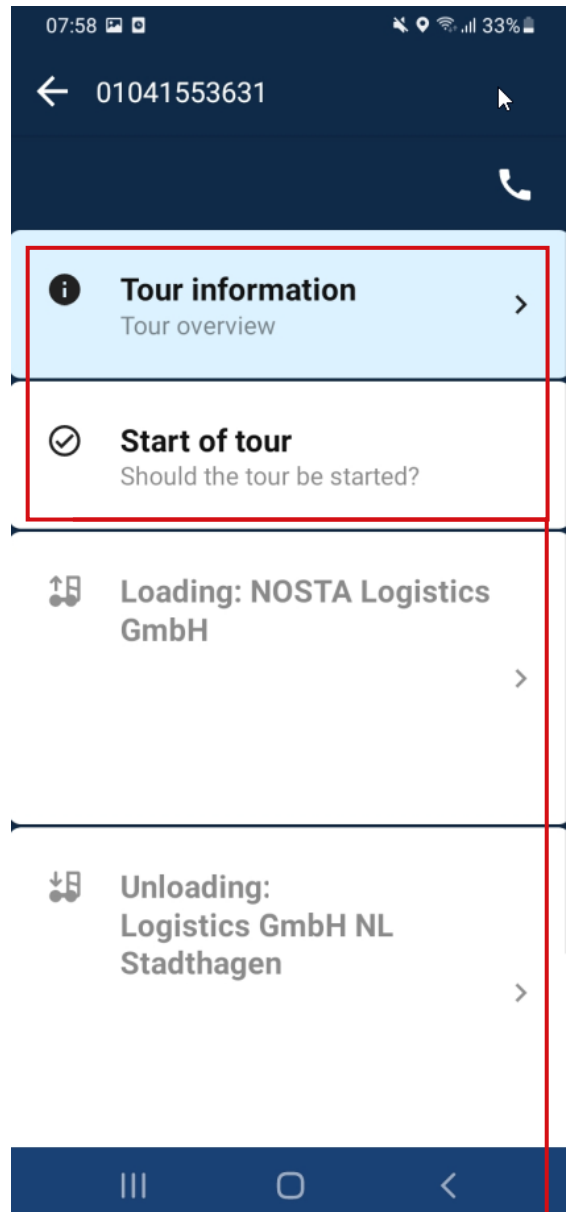 07:58 33%
01041553631
Tour information
Tour overview
Start of tour
Should the tour be started?
Loading: NOSTA Logistics
GmbH
Unloading:
Logistics GmbH NL
Stadthagen